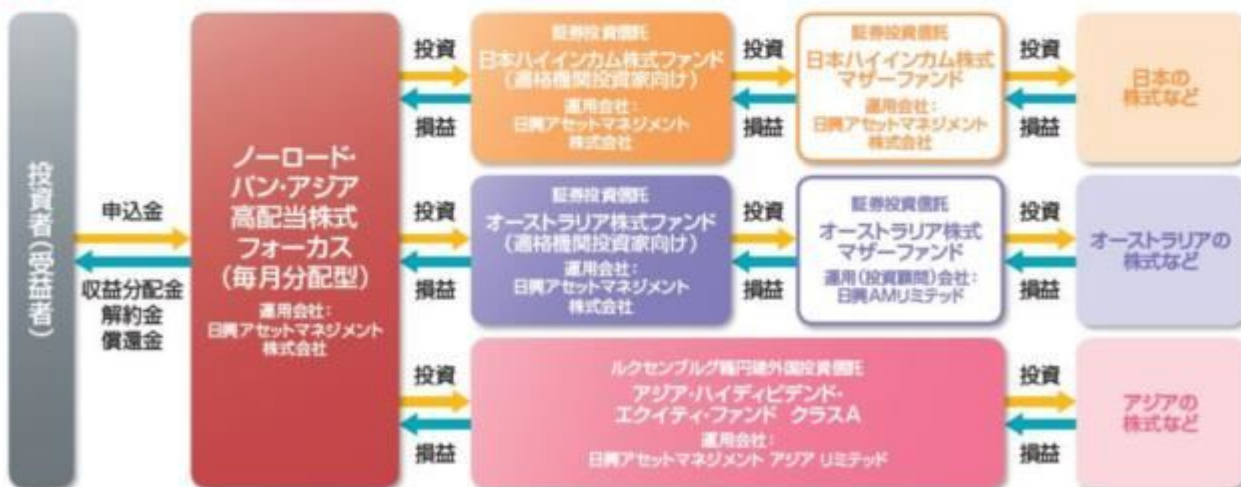 投資者(受益者)
申込金
収益分配金
解約金
償還金
ノーロード・
パン・アジア
高配当株式
フォーカス
(毎月分配型)
運用会社:
日興アセットマネジメント
株式会社
投資
損益
証券投資信託
日本ハイインカム株式ファンド
(適格機関投資家向け)
運用会社:
日興アセットマネジメント
株式会社
投資
損益
証券投資信託
日本ハイインカム株式
マザーファンド
運用会社:
日興アセットマネジメント
株式会社
投資
損益
日本の
株式など
投資
損益
証券投資信託
オーストラリア株式ファンド
(適格機関投資家向け)
運用会社:
日興アセットマネジメント
株式会社
投資
損益
証券投資信託
オーストラリア株式
マザーファンド
運用(投資顧問)会社:
日興AMリミテッド
投資
損益
オーストラリアの
株式など
投資
損益
ルクセンブルグ籍円建外国投資信託
アジア・ハイディビデンド・
エクイティ・ファンド クラスA
運用会社:
日興アセットマネジメント アジア リミテッド
投資
損益
アジアの
株式など